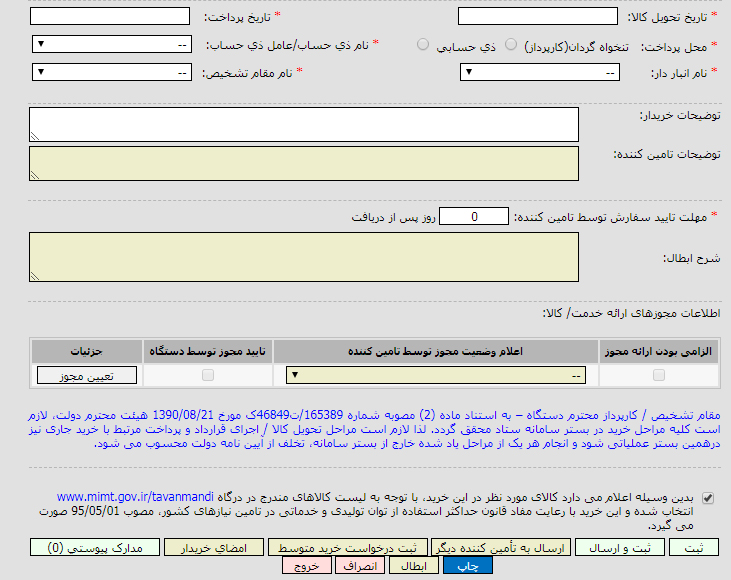 * تاریخ تحویل کالا: * تاریخ پرداخت:
* محل پرداخت: تنخواه گردان(کارپرداز) ذي حسابي * نام ذي حساب/عامل ذي حساب: --
* نام انبار دار: -- * نام مقام تشخیص: --
توضیحات خریدار:
توضیحات تامین کننده:
* مهلت تایید سفارش توسط تامین کننده: 0 روز پس از دریافت
شرح ابطال:
اطلاعات مجوزهای ارائه خدمت/ کالا:
الزامی بودن ارائه مجوز اعلام وضعیت مجوز توسط تامین کننده تایید مجوز توسط دستگاه جزئیات
-- تعیین مجوز
مقام تشخیص / کارپرداز محترم دستگاه – به استناد ماده (2) مصوبه شماره 165389/ت46849ک مورخ 1390/08/21 هیئت محترم دولت، لازم
است کلیه مراحل خرید در بستر سامانه ستاد محقق گردد. لذا لازم است مراحل تحویل کالا / اجرای قرارداد و پرداخت مرتبط با خرید جاری نیز
درهمین بستر عملیاتی شود و انجام هر یک از مراحل یاد شده خارج از بستر سامانه، تخلف از آیین نامه دولت محسوب می شود.
بدین وسیله اعلام می دارد کالای مورد نظر در این خرید، با توجه به لیست کالاهای مندرج در درگاه www.mimt.gov.ir/tavanmandi
انتخاب شده و این خرید با رعایت مفاد قانون حداکثر استفاده از توان تولیدی و خدماتی در تامین نیازهای کشور، مصوب 95/05/01 صورت
می گیرد.
ثبت ثبت و ارسال ارسال به تأمین کننده دیگر ثبت درخواست خرید متوسط امضاي خریدار مدارک پیوستي (0)
چاپ ابطال انصراف خروج